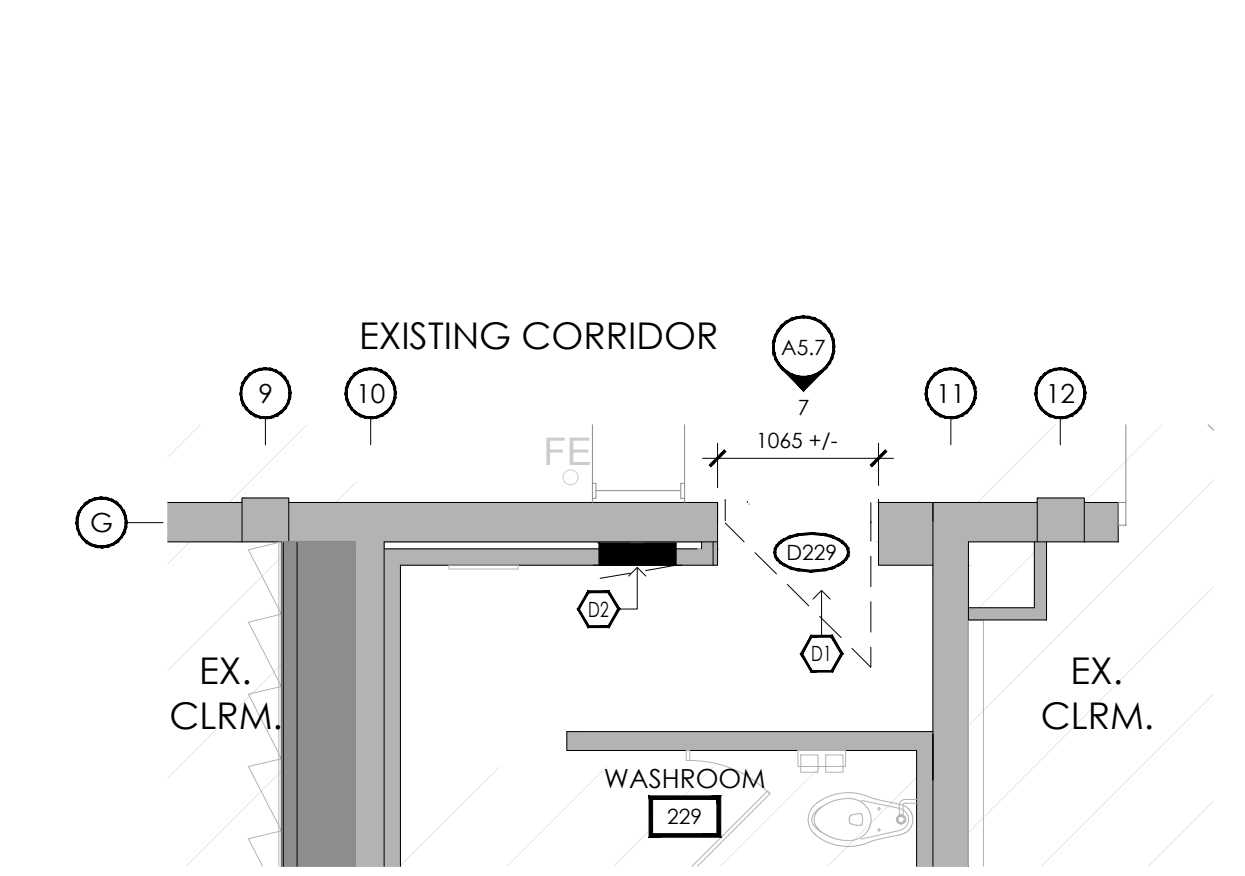 EXISTING CORRIDOR
A5.7
9
10
11
12
7
1065 +/-
FE
G
D229
D2
D1
EX.
CLRM.
EX.
CLRM.
WASHROOM
229